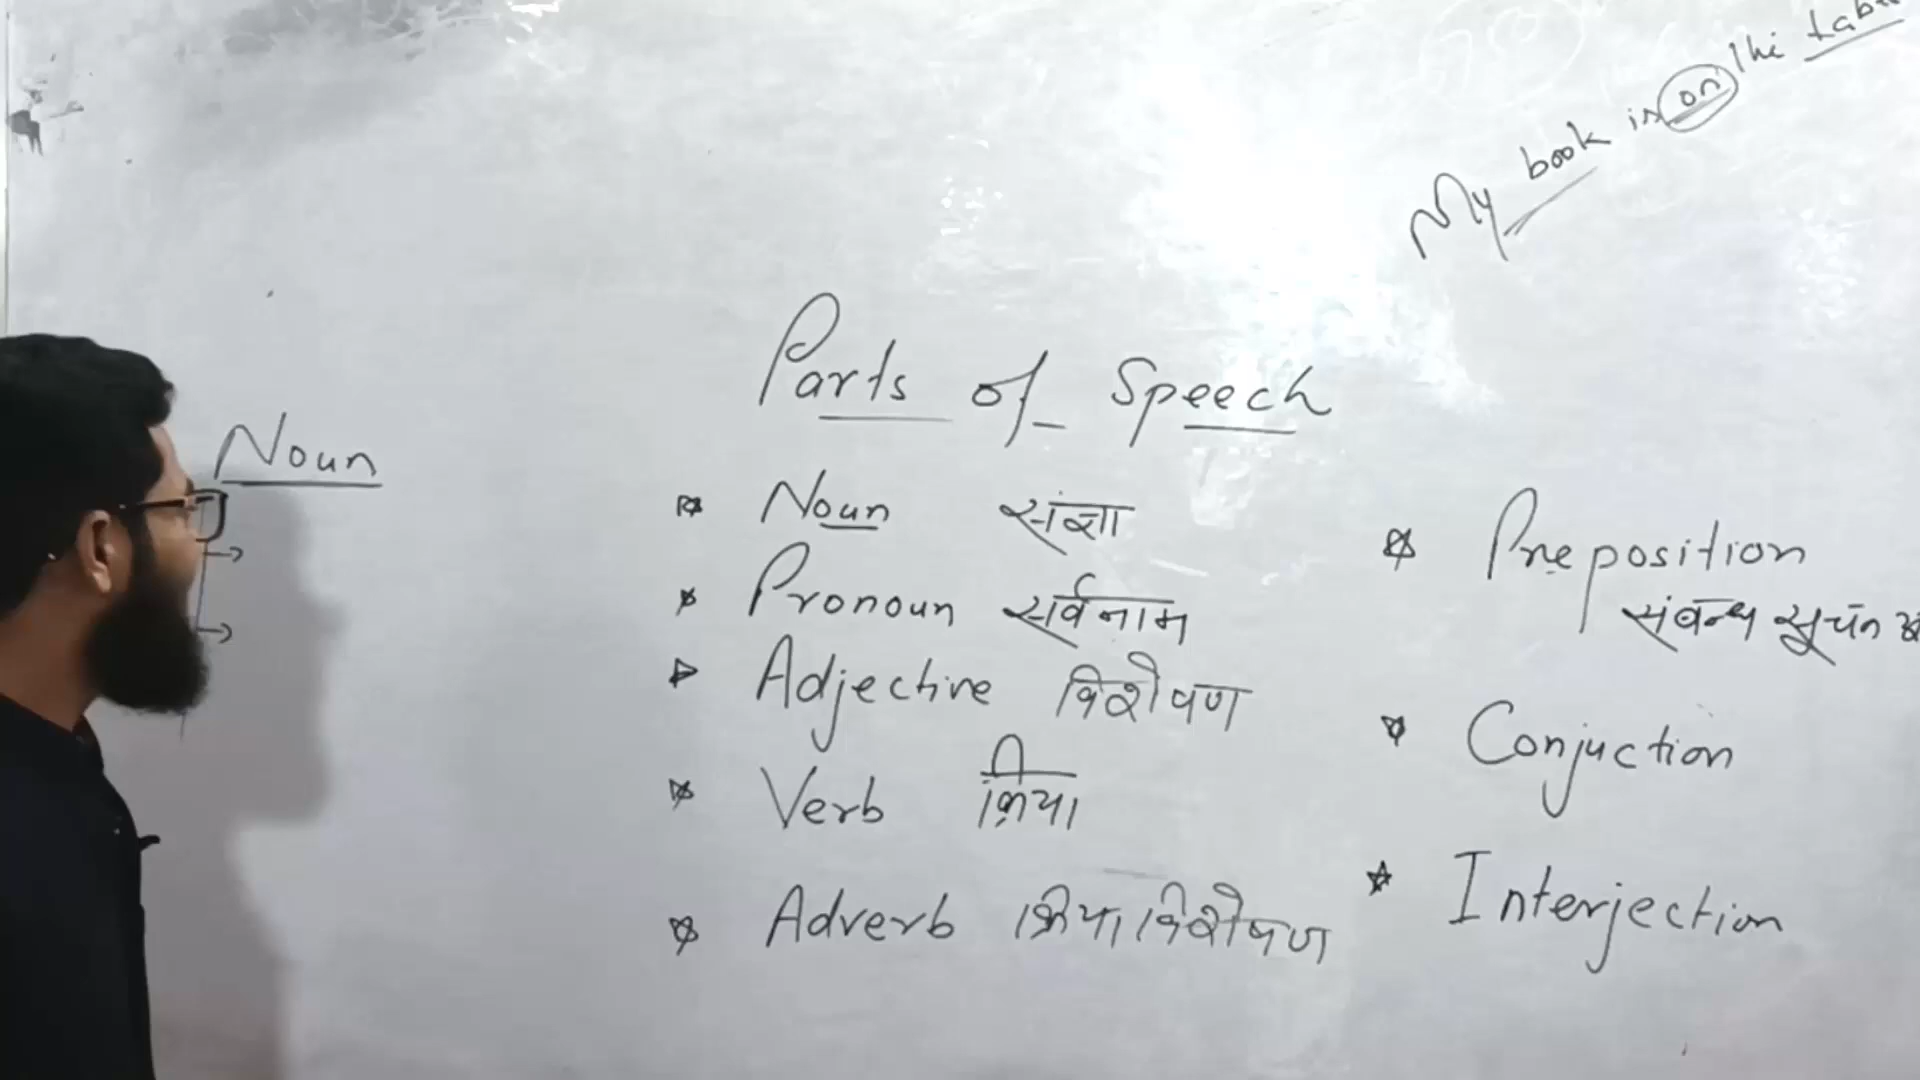 My book is on the
Parts of Speech
Noun
Noun संज्ञा
Pronoun सर्वनाम
Adjective विशेषण
Verb क्रिया
Adverb क्रिया विशेषण
Preposition
संबन्ध सूचक
Conjuction
Interjection